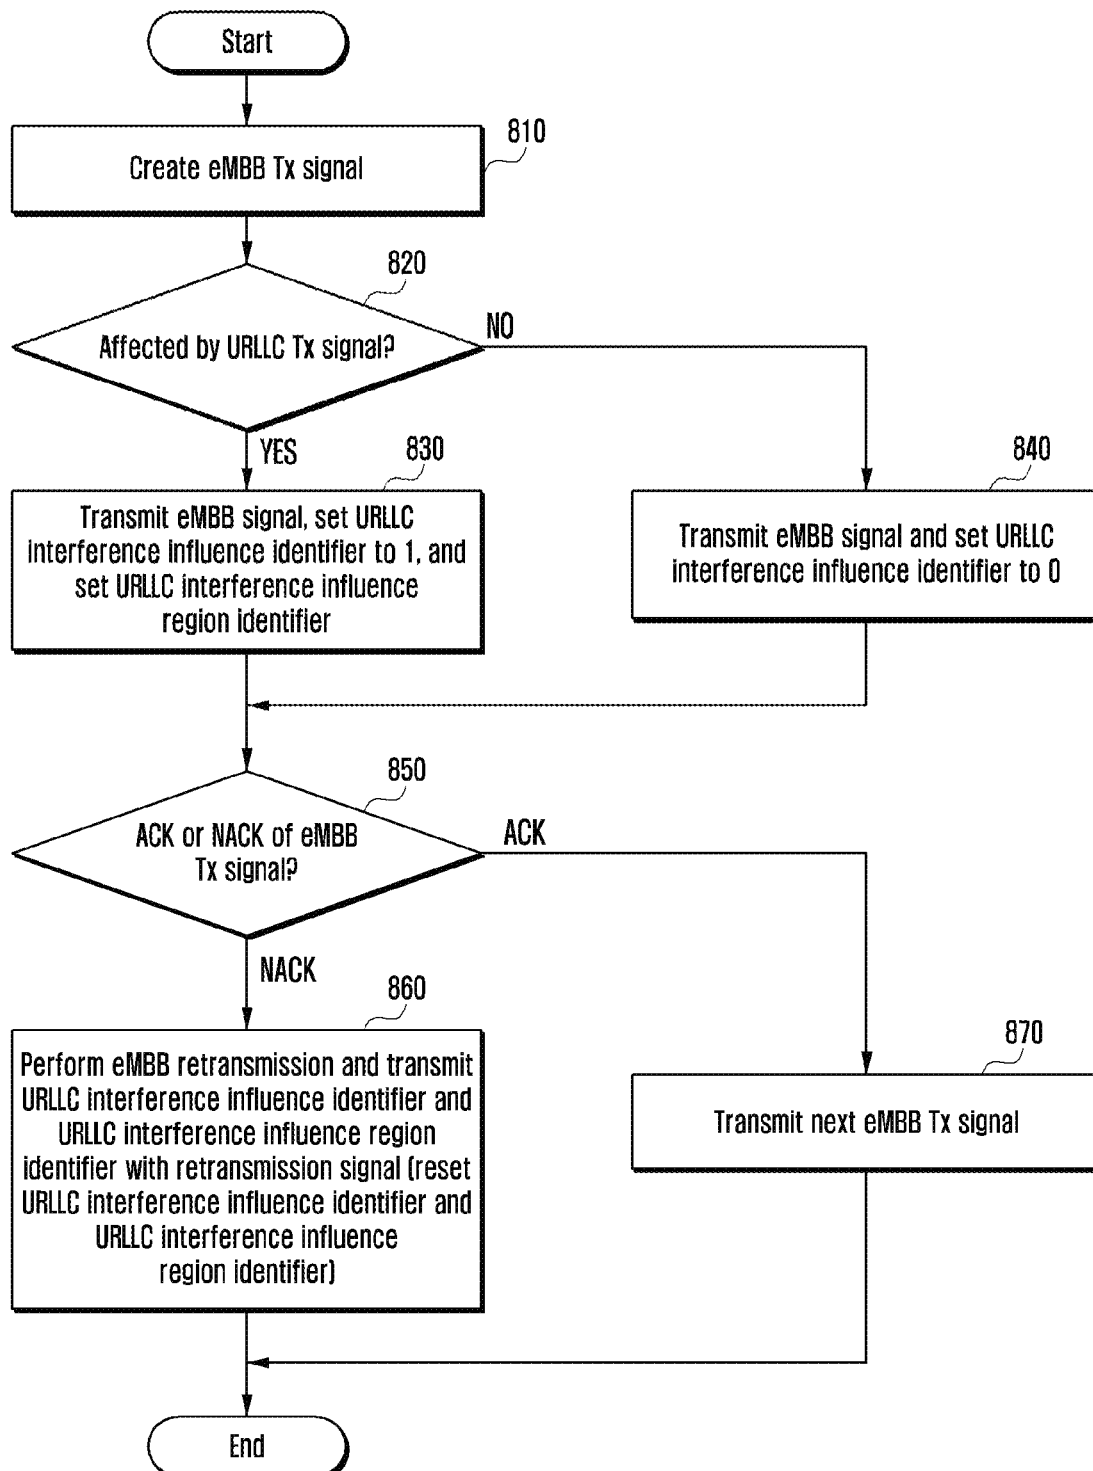 Start
810
Create eMBB Tx signal
820
Affected by URLLC Tx signal?
NO
YES
830
Transmit eMBB signal, set URLLC
interference influence identifier to 1, and
set URLLC interference influence
region identifier
840
Transmit eMBB signal and set URLLC
interference influence identifier to 0
850
ACK or NACK of eMBB
Tx signal?
ACK
NACK
860
Perform eMBB retransmission and transmit
URLLC interference influence identifier and
URLLC interference influence region
identifier with retransmission signal (reset
URLLC interference influence identifier and
URLLC interference influence
region identifier)
870
Transmit next eMBB Tx signal
End